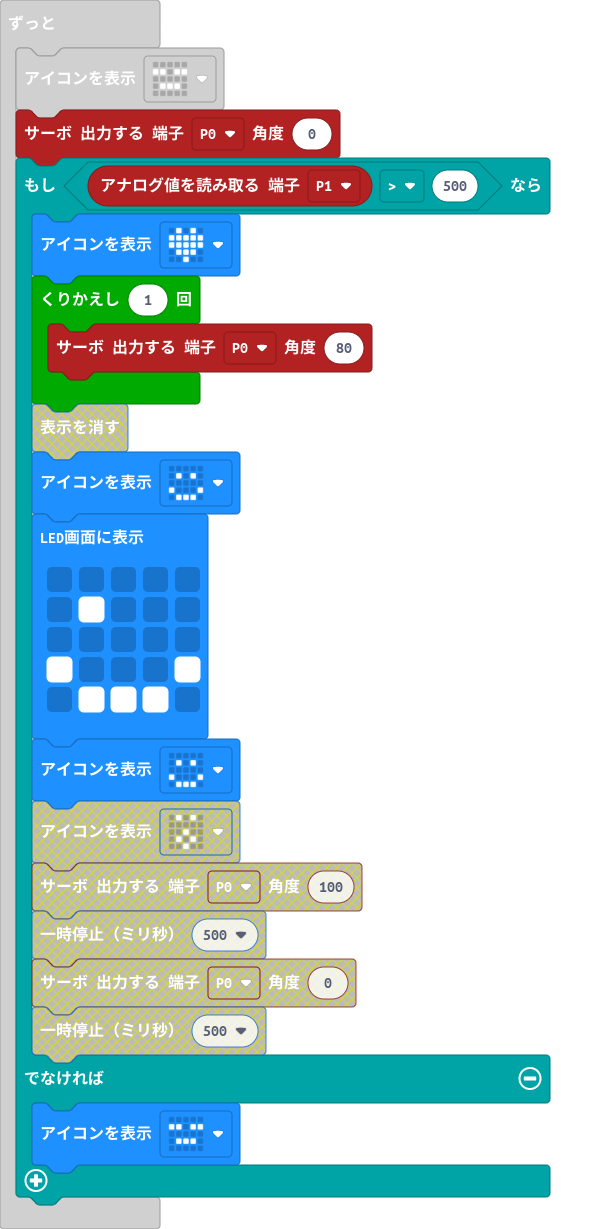 ずっと
アイコンを表示
サーボ 出力する 端子 P0 角度 0
もし アナログ値を読み取る 端子 P1 > 500 なら
アイコンを表示
くりかえし 1 回
サーボ 出力する 端子 P0 角度 80
表示を消す
アイコンを表示
LED画面に表示
アイコンを表示
アイコンを表示
サーボ 出力する 端子 P0 角度 100
一時停止（ミリ秒） 500
サーボ 出力する 端子 P0 角度 0
一時停止（ミリ秒） 500
でなければ
アイコンを表示